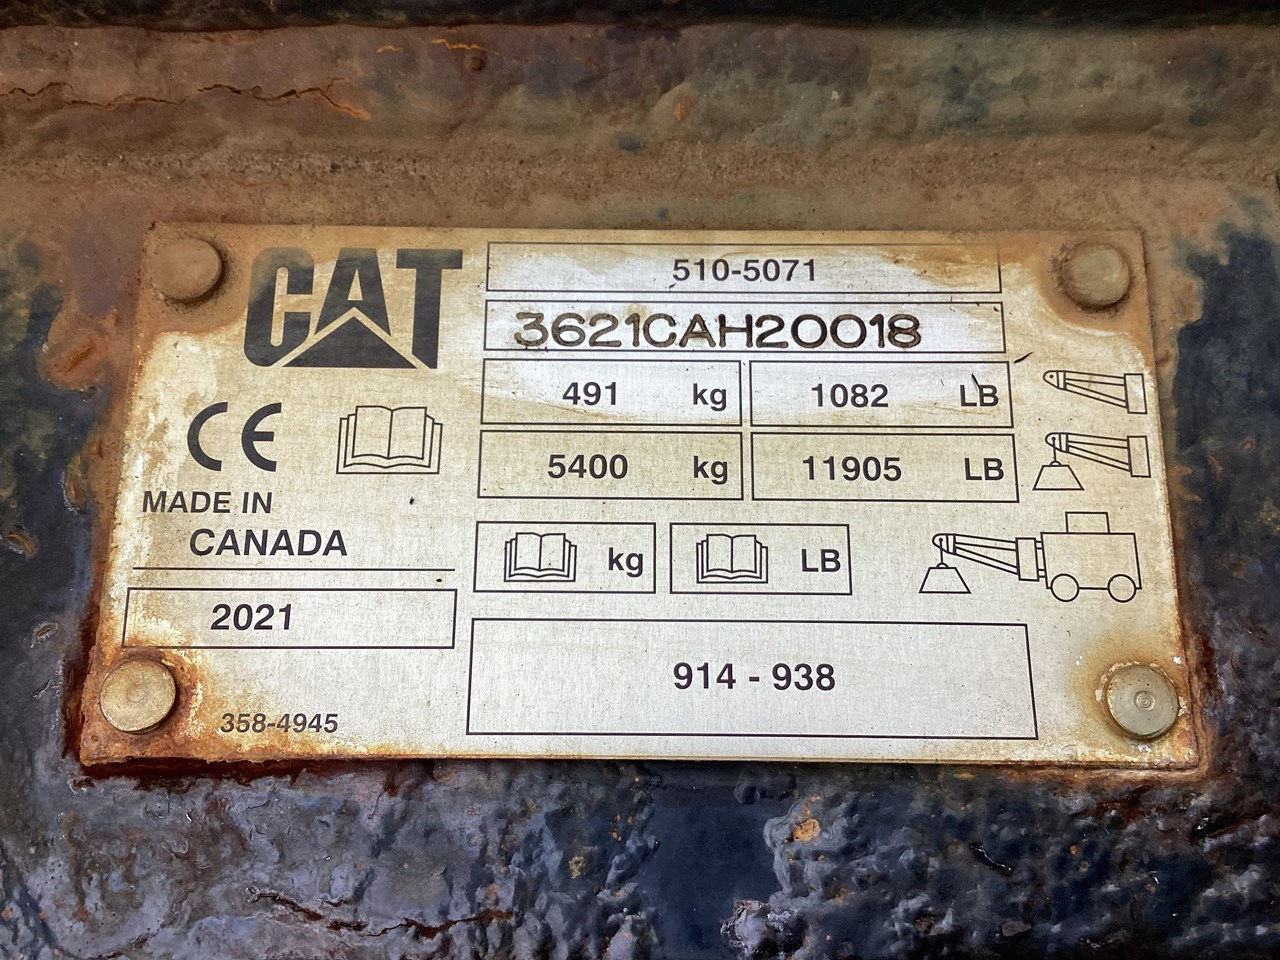 CAT
510-5071
3621CAH20018
491 kg 1082 LB
5400 kg 11905 LB
CE
MADE IN
CANADA
kg LB
2021
914 - 938
358-4945